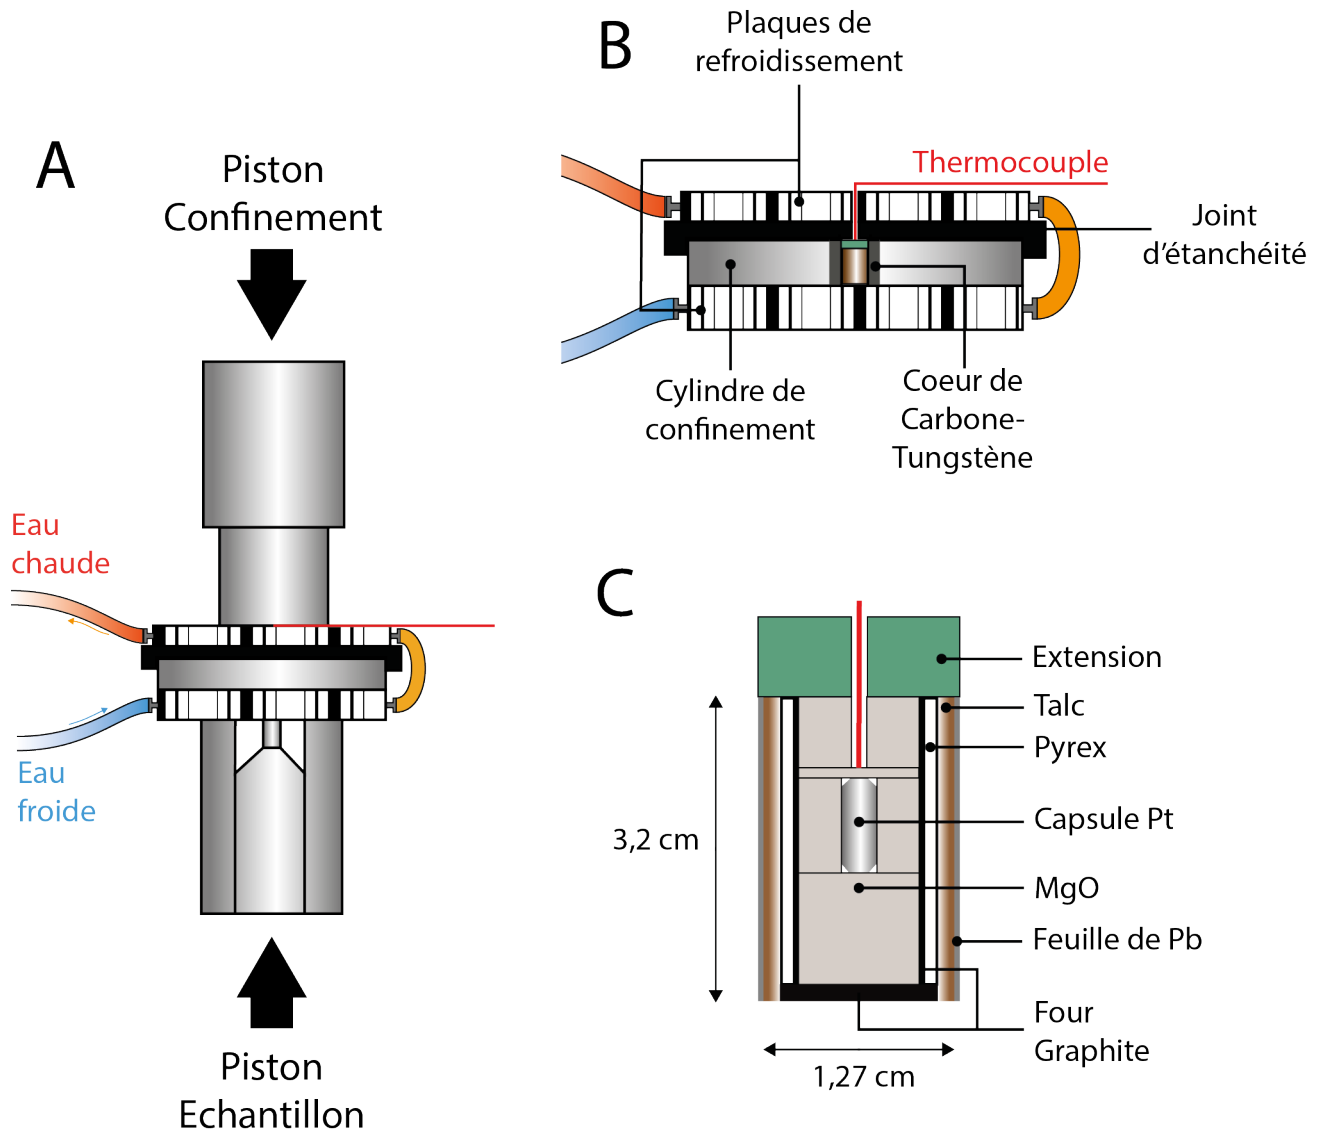 A
Piston
Confinement
Eau
chaude
Eau
froide
Piston
Echantillon
B
Plaques de
refroidissement
Thermocouple
Joint
d'étanchéité
Cylindre de
confinement
Coeur de
Carbone-
Tungstène
C
Extension
Talc
Pyrex
Capsule Pt
MgO
Feuille de Pb
Four
Graphite
3,2 cm
1,27 cm